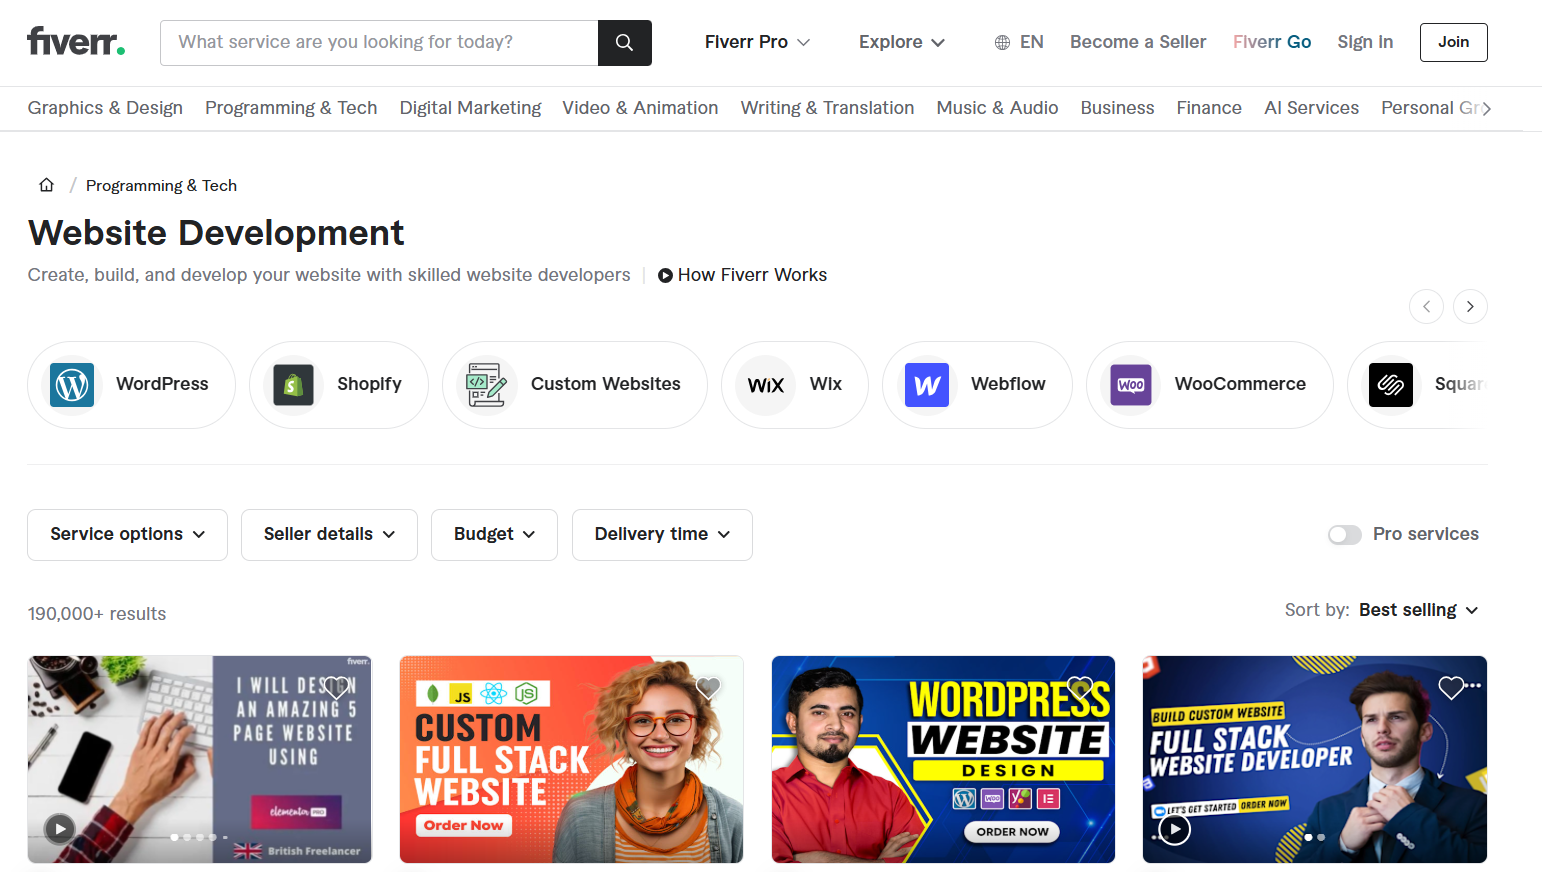 fiverr.
What service are you looking for today?
Fiverr Pro
Explore
EN
Become a Seller
Fiverr Go
Sign In
Join
Graphics & Design
Programming & Tech
Digital Marketing
Video & Animation
Writing & Translation
Music & Audio
Business
Finance
AI Services
Personal
/ Programming & Tech
Website Development
Create, build, and develop your website with skilled website developers
How Fiverr Works
WordPress
Shopify
Custom Websites
WiX
Wix
Webflow
woo
WooCommerce
Service options
Seller details
Budget
Delivery time
Pro services
190,000+ results
Sort by: Best selling
fiverr.
I WILL DESIGN
AN AMAZING 5
PAGE WEBSITE
USING
elementor PRO
British Freelancer
JS
CUSTOM
FULL STACK
WEBSITE
Order Now
WORDPRESS
WEBSITE
DESIGN
woo
ORDER NOW
BUILD CUSTOM WEBSITE
FULL STACK
WEBSITE DEVELOPER
LET'S GET STARTED ORDER NOW